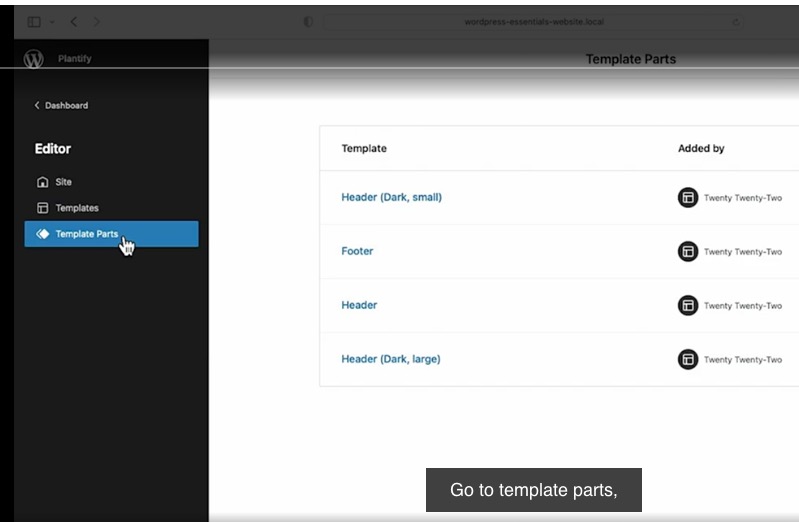 wordpress-essentials-website.local
Plantify
Template Parts
Dashboard
Editor
Site
Templates
Template Parts
Template Added by
Header (Dark, small) Twenty Twenty-Two
Footer Twenty Twenty-Two
Header Twenty Twenty-Two
Header (Dark, large) Twenty Twenty-Two
Go to template parts,